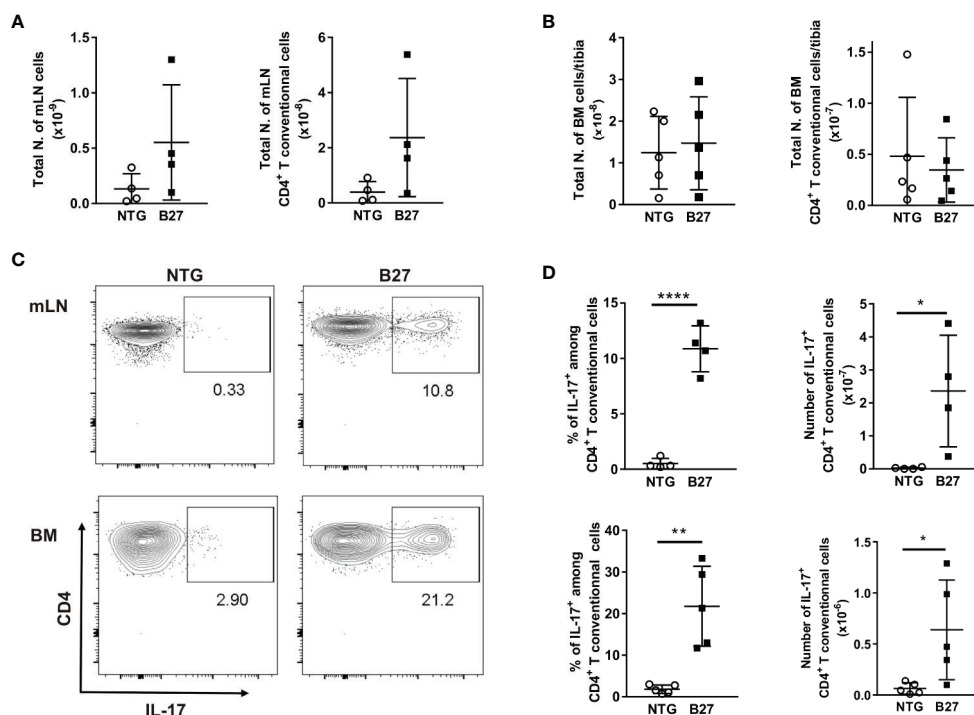 A
Total N. of mLN cells
(x10⁻⁹)
1.5
1.0
0.5
0.0
NTG B27
Total N. of mLN
CD4⁺ T conventionnal cells
(x10⁻⁸)
6
4
2
0
NTG B27
B
Total N. of BM cells/tibia
(x10⁻⁸)
4
3
2
1
0
NTG B27
Total N. of BM
CD4⁺ T conventionnal cells/tibia
(x10⁻⁷)
1.5
1.0
0.5
0.0
NTG B27
C
NTG B27
mLN
0.33
10.8
BM
2.90
21.2
CD4
IL-17
D
% of IL-17⁺ among
CD4⁺ T conventionnal cells
15
10
5
0
****
NTG B27
Number of IL-17⁺
CD4⁺ T conventionnal cells
(x10⁻⁷)
5
4
3
2
1
0
*
NTG B27
% of IL-17⁺ among
CD4⁺ T conventionnal cells
40
30
20
10
0
**
NTG B27
Number of IL-17⁺
CD4⁺ T conventionnal cells
(x10⁻⁶)
1.5
1.0
0.5
0.0
*
NTG B27